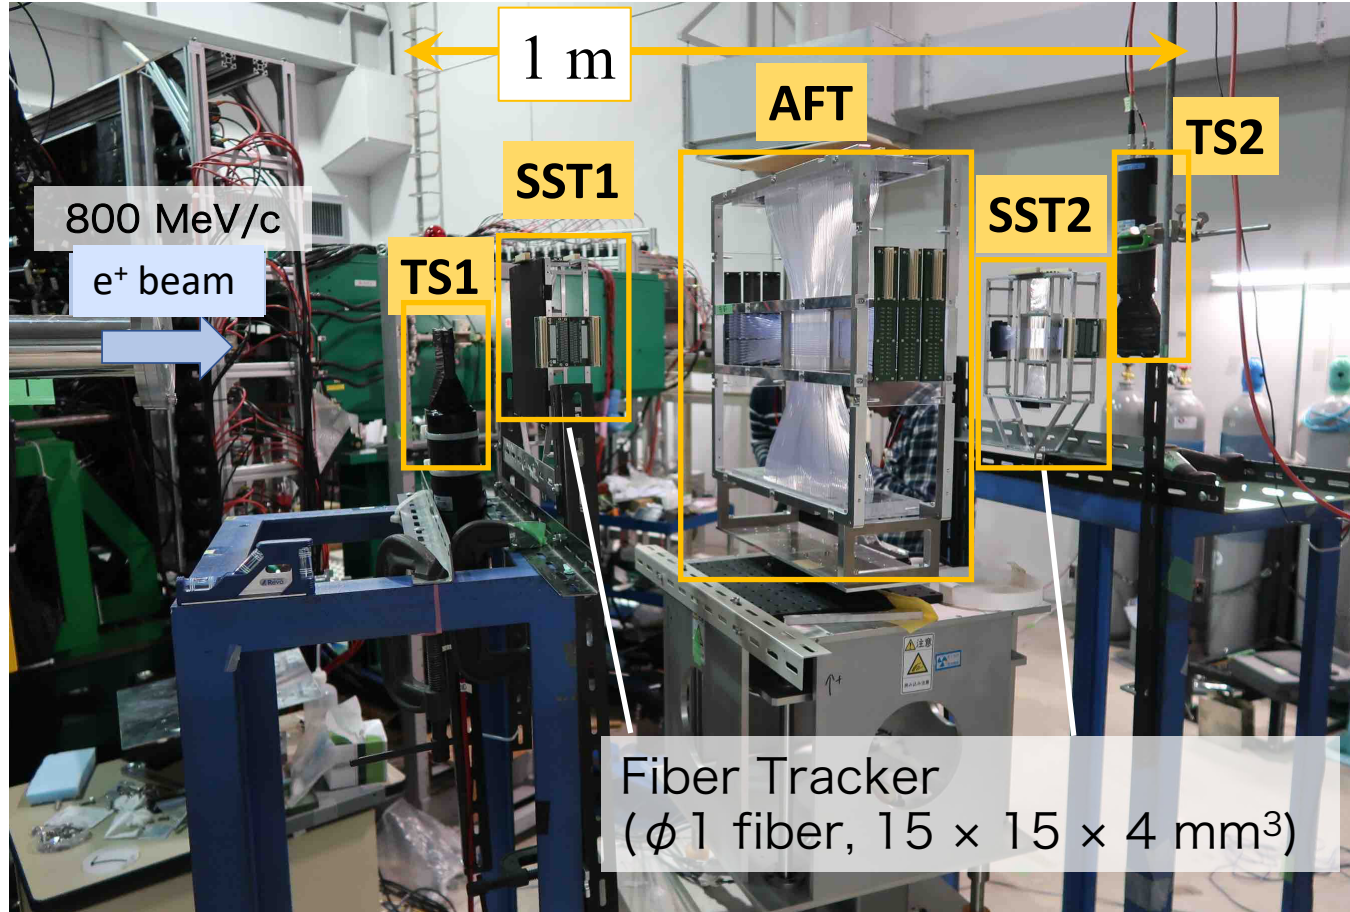 1 m
AFT
TS2
SST1
SST2
800 MeV/c
e⁺ beam
TS1
注意
Fiber Tracker
(ϕ1 fiber, 15 × 15 × 4 mm³)